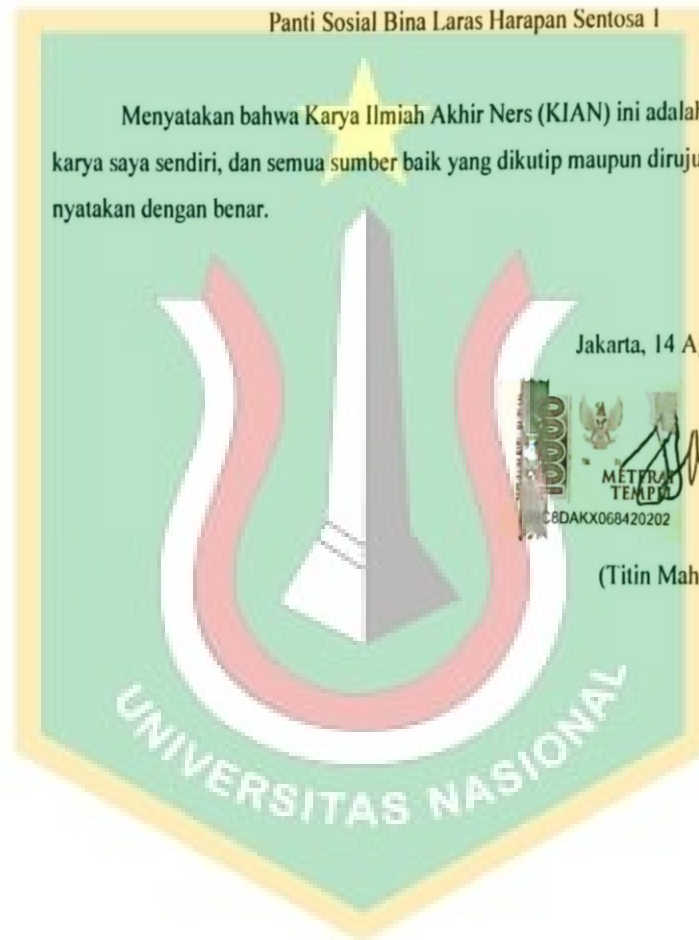 Panti Sosial Bina Laras Harapan Sentosa 1
Menyatakan bahwa Karya Ilmiah Akhir Ners (KIAN) ini adalah
karya saya sendiri, dan semua sumber baik yang dikutip maupun diruju
nyatakan dengan benar.
Jakarta, 14 A
METERAI
TEMPEL
C8DAKX068420202
(Titin Mah
UNIVERSITAS NASIONAL